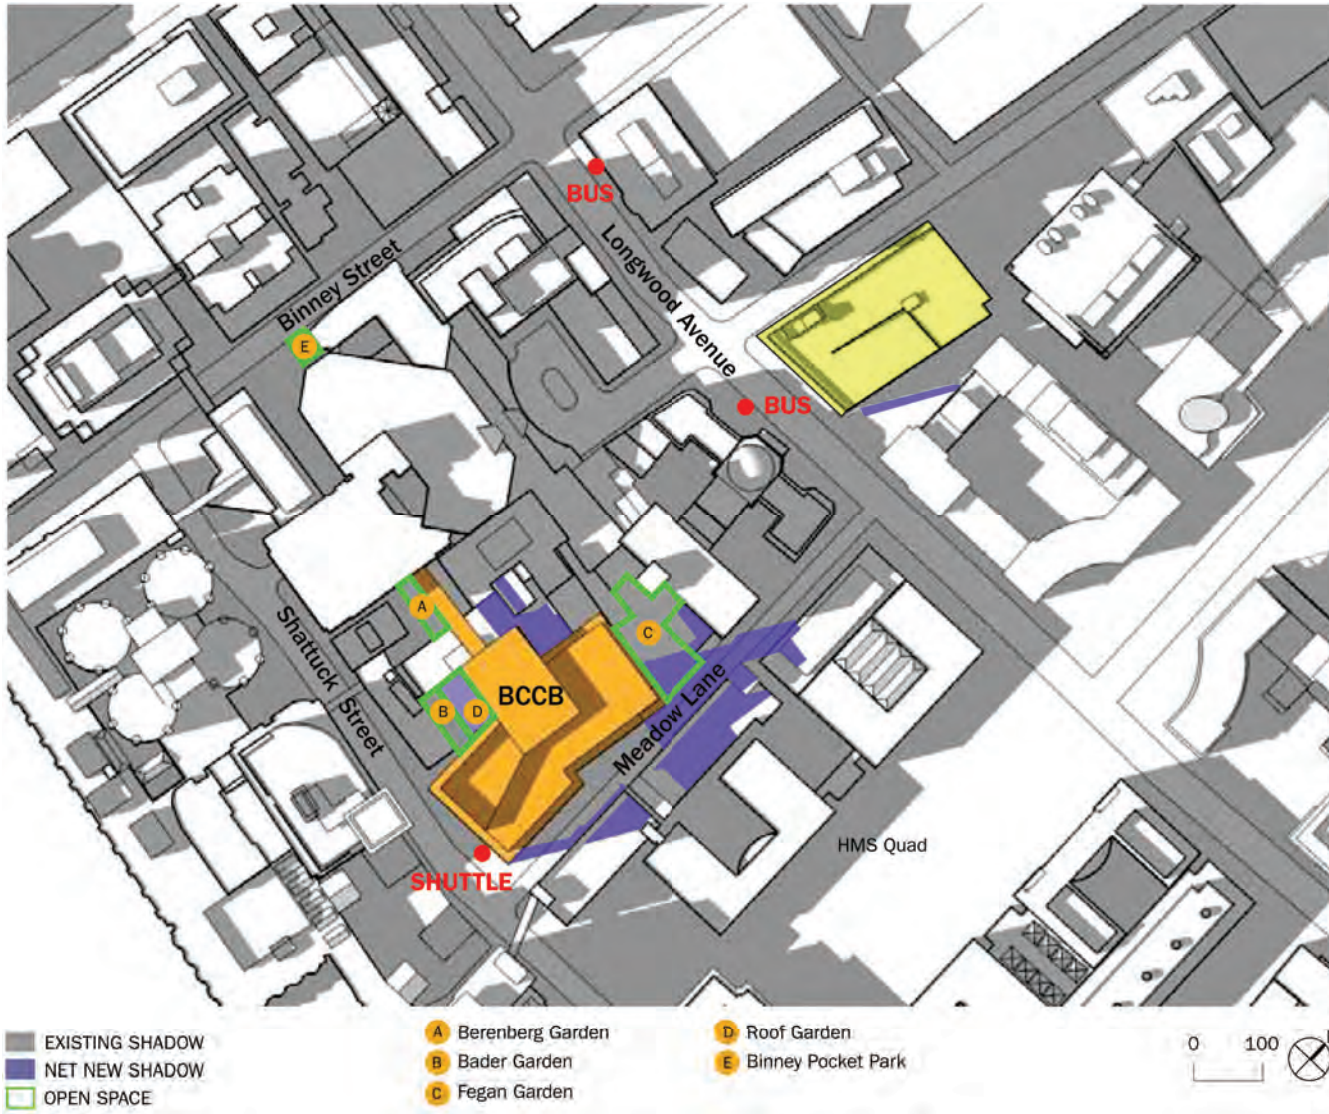 BUS
Longwood Avenue
Binney Street
E
BUS
A
C
Shattuck Street
B
D
BCCB
Meadow Lane
HMS Quad
SHUTTLE
EXISTING SHADOW
NET NEW SHADOW
OPEN SPACE
A Berenberg Garden
B Bader Garden
C Fegan Garden
D Roof Garden
E Binney Pocket Park
0 100